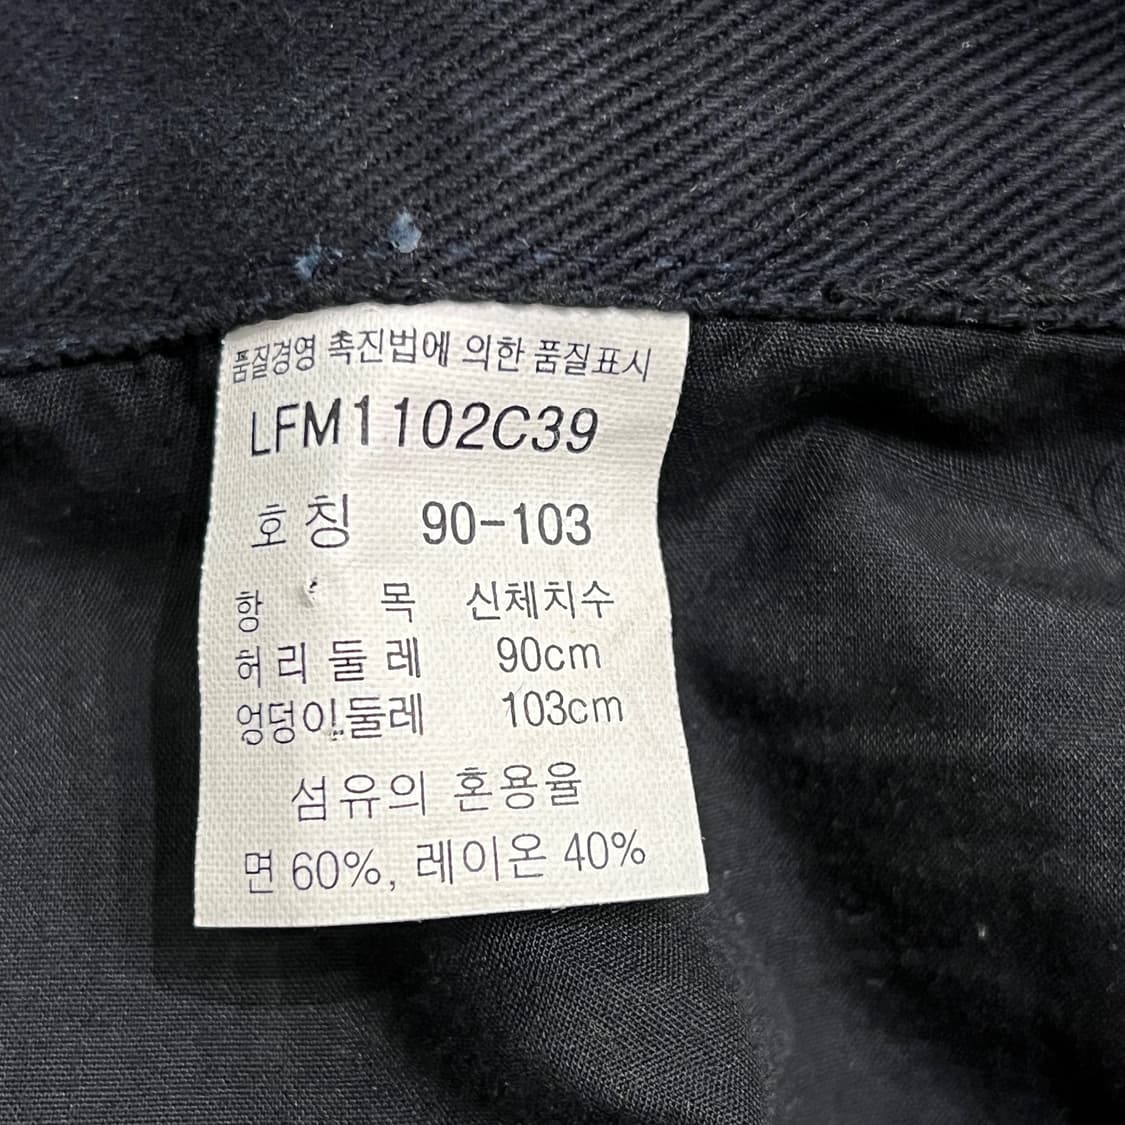 품질경영 촉진법에 의한 품질표시
LFM1102C39
호칭 90-103
항 목 신체치수
허리둘레 90cm
엉덩이둘레 103cm
섬유의 혼용율
면 60%, 레이온 40%